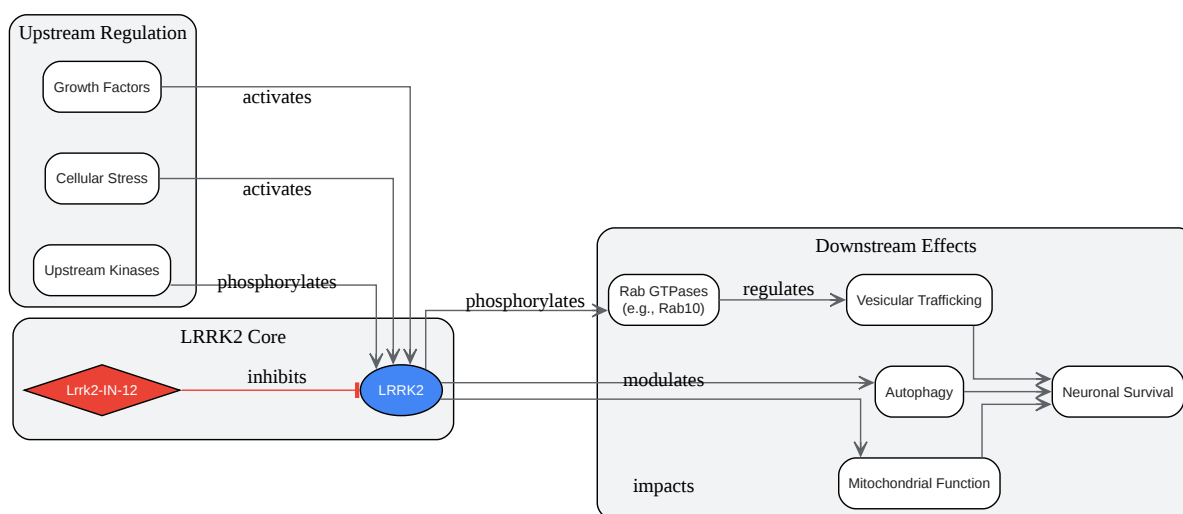 Upstream Regulation
Growth Factors
activates
Cellular Stress
activates
Upstream Kinases
phosphorylates
LRRK2 Core
Lrrk2-IN-12
inhibits
LRRK2
Downstream Effects
phosphorylates
Rab GTPases
(e.g., Rab10)
regulates
Vesicular Trafficking
modulates
Autophagy
Neuronal Survival
impacts
Mitochondrial Function